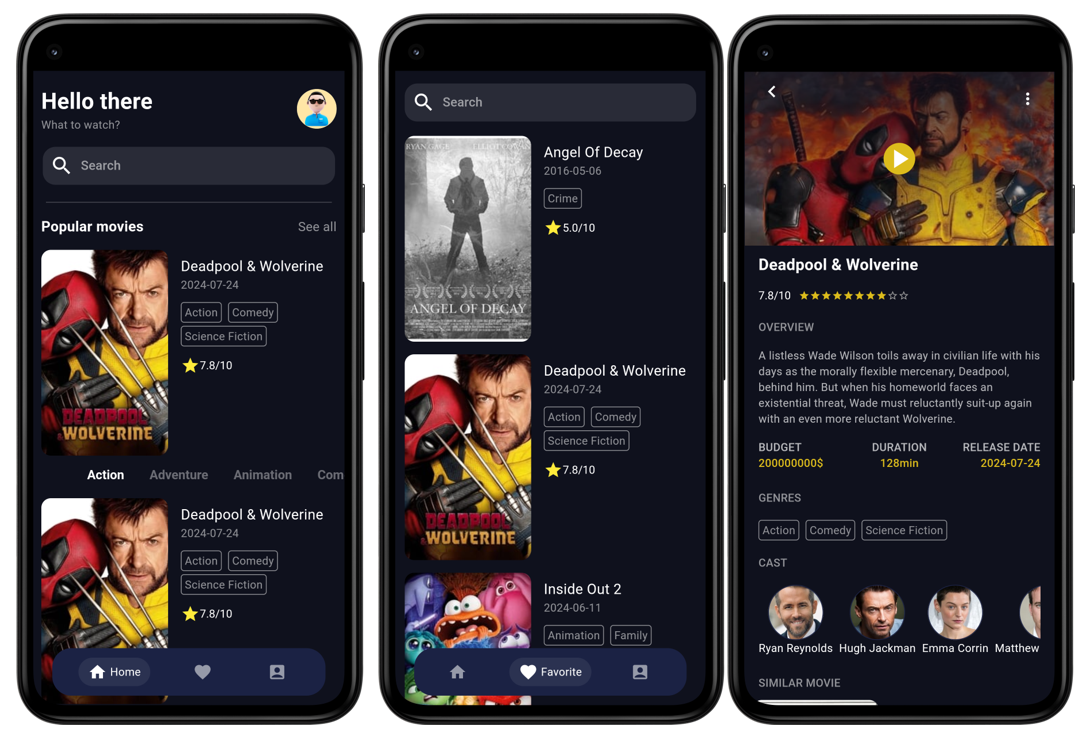 Hello there
What to watch?
Search
Popular movies
See all
Deadpool & Wolverine
2024-07-24
Action
Comedy
Science Fiction
7.8/10
DEADPOOL
WOLVERINE
Action
Adventure
Animation
Com
Deadpool & Wolverine
2024-07-24
Action
Comedy
Science Fiction
7.8/10
Home
Search
RYAN GAGE
ELLIOT COWAN
ANGEL OF DECAY
Angel Of Decay
2016-05-06
Crime
5.0/10
Deadpool & Wolverine
2024-07-24
Action
Comedy
Science Fiction
7.8/10
DEADPOOL
WOLVERINE
Inside Out 2
2024-06-11
Animation
Family
Favorite
Deadpool & Wolverine
7.8/10
OVERVIEW
A listless Wade Wilson toils away in civilian life with his
days as the morally flexible mercenary, Deadpool,
behind him. But when his homeworld faces an
existential threat, Wade must reluctantly suit-up again
with an even more reluctant Wolverine.
BUDGET
200000000$
DURATION
128min
RELEASE DATE
2024-07-24
GENRES
Action
Comedy
Science Fiction
CAST
Ryan Reynolds
Hugh Jackman
Emma Corrin
Matthew
SIMILAR MOVIE